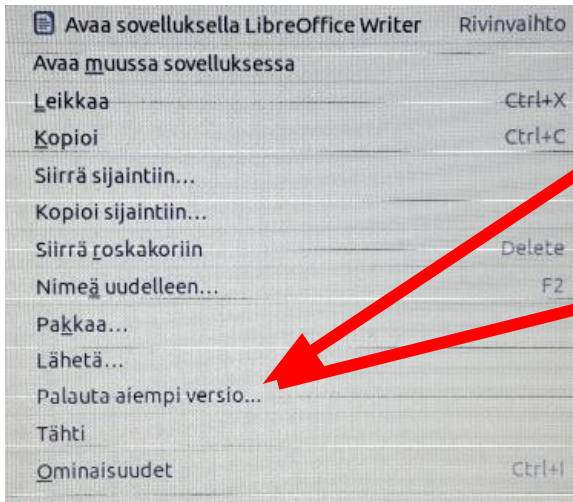 Avaa sovelluksella LibreOffice Writer Rivinvaihto
Avaa muussa sovelluksessa
Leikkaa Ctrl+X
Kopioi Ctrl+C
Siirrä sijaintiin...
Kopioi sijaintiin...
Siirrä roskakoriin Delete
Nimeä uudelleen... F2
Pakkaa...
Lähetä...
Palauta aiempi versio...
Tähti
Ominaisuudet Ctrl+I